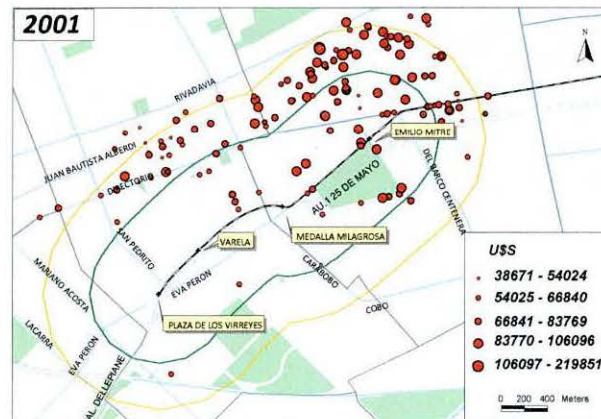 2001
N
RIVADAVIA
EMILIO MITRE
JUAN BAUTISTA ALBERDI
DIRECTORIO
AU.1 25 DE MAYO
DEL BARCO CENTENERA
SAN PEDRITO
MEDALLA MILAGROSA
VARELA
CARABOBO
MARIANO ACOSTA
EVA PERON
COBO
PLAZA DE LOS VIRREYES
LACARRA
EVA PERON
AL DELLEPIANE
U$S
38671 - 54024
54025 - 66840
66841 - 83769
83770 - 106096
106097 - 219851
0 200 400 Meters